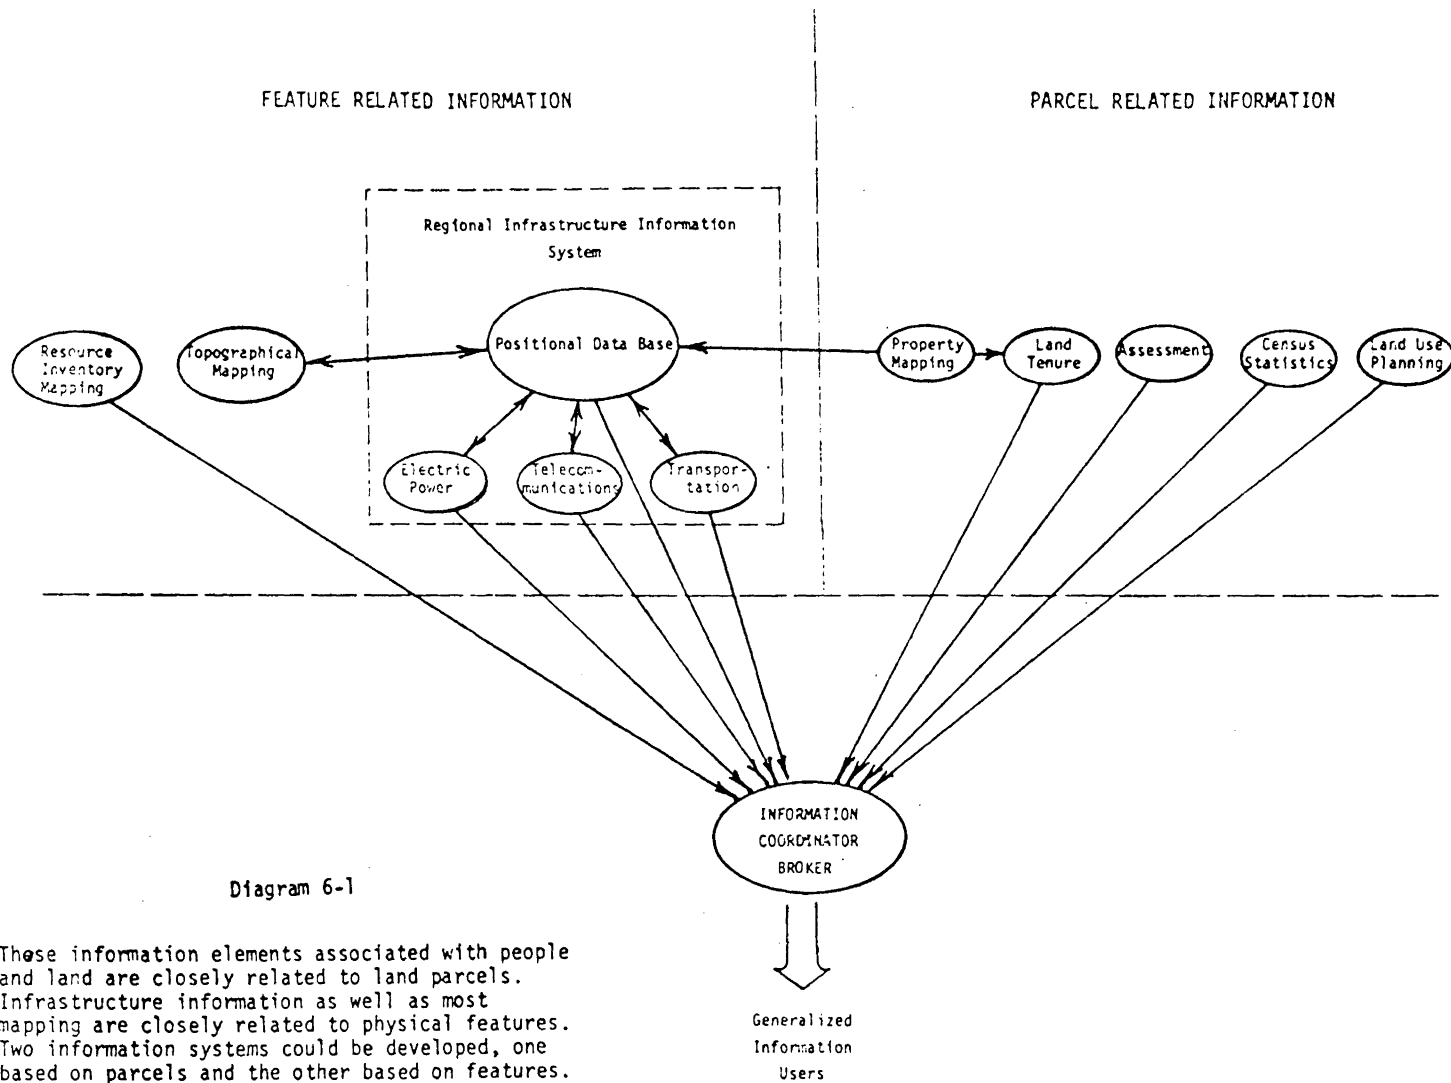 FEATURE RELATED INFORMATION
PARCEL RELATED INFORMATION
Regional Infrastructure Information
System
Resource
Inventory
Mapping
Topographical
Mapping
Positional Data Base
Property
Mapping
Land
Tenure
Assessment
Census
Statistics
Land Use
Planning
Electric
Power
Telecom-
munications
Transpor-
tation
INFORMATION
COORDINATOR
BROKER
Diagram 6-1
These information elements associated with people
and land are closely related to land parcels.
Infrastructure information as well as most
mapping are closely related to physical features.
Two information systems could be developed, one
based on parcels and the other based on features.
Generalized
Information
Users